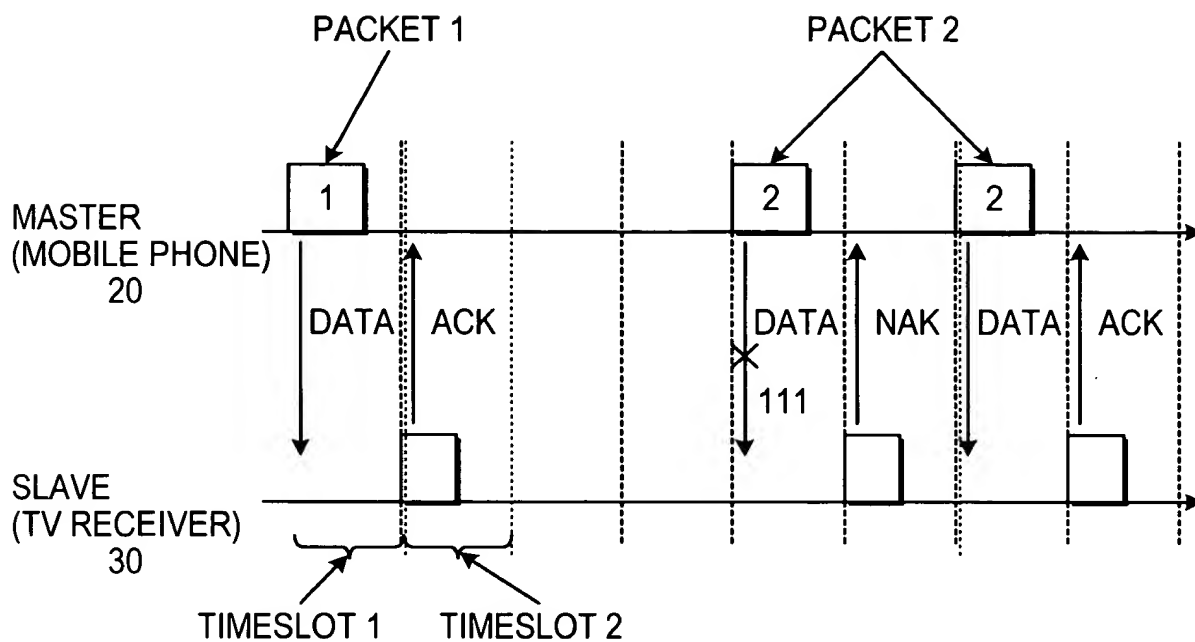 PACKET 1
PACKET 2
1
2
2
MASTER
(MOBILE PHONE)
20
DATA
ACK
DATA
NAK
DATA
ACK
111
SLAVE
(TV RECEIVER)
30
TIMESLOT 1
TIMESLOT 2